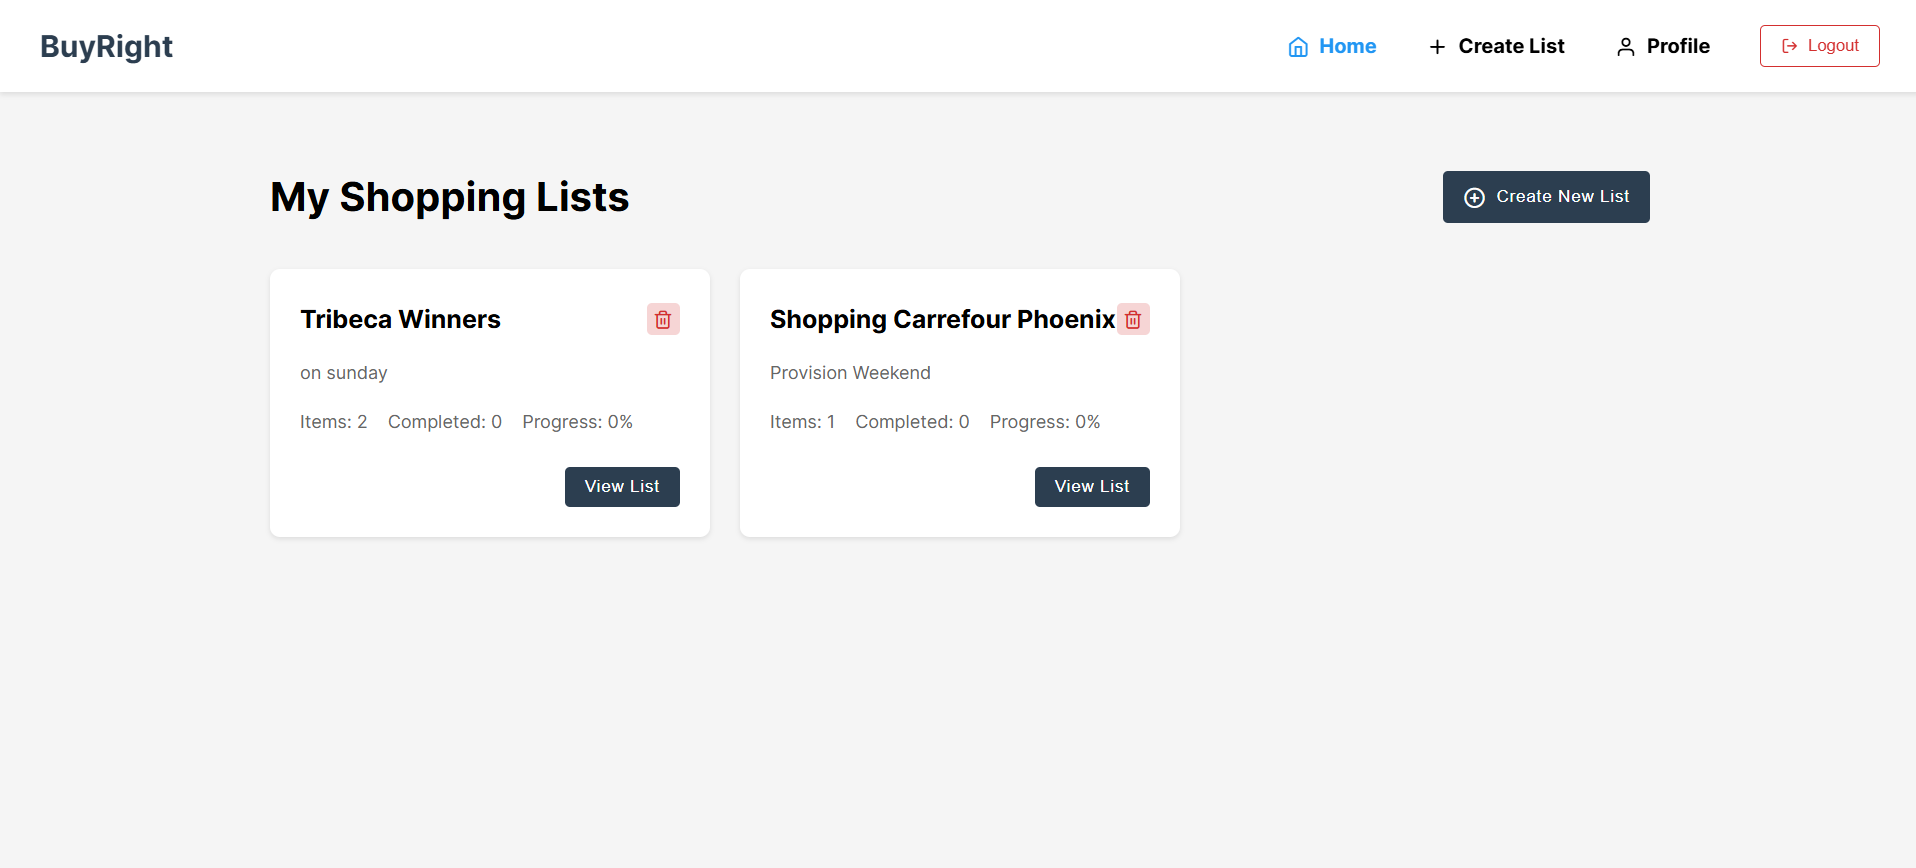 BuyRight
Home
Create List
Profile
Logout
My Shopping Lists
Create New List
Tribeca Winners
on sunday
Items: 2 Completed: 0 Progress: 0%
View List
Shopping Carrefour Phoenix
Provision Weekend
Items: 1 Completed: 0 Progress: 0%
View List